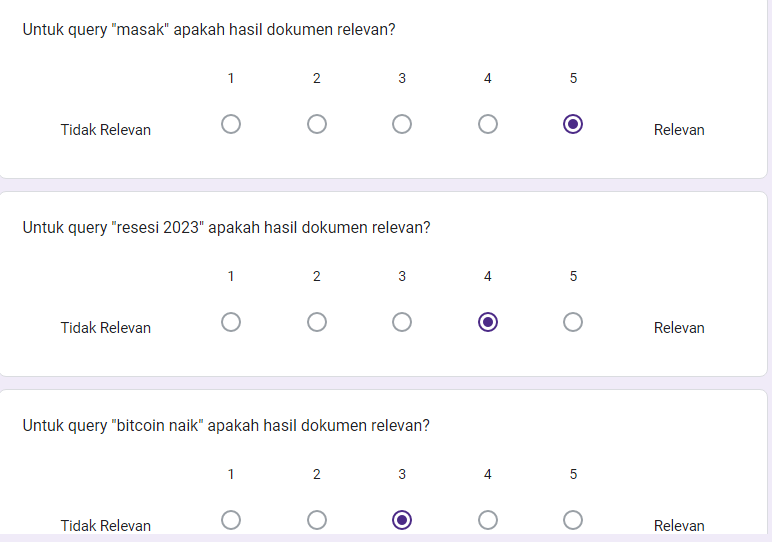 Untuk query "masak" apakah hasil dokumen relevan?
1 2 3 4 5
Tidak Relevan Relevan
Untuk query "resesi 2023" apakah hasil dokumen relevan?
1 2 3 4 5
Tidak Relevan Relevan
Untuk query "bitcoin naik" apakah hasil dokumen relevan?
1 2 3 4 5
Tidak Relevan Relevan